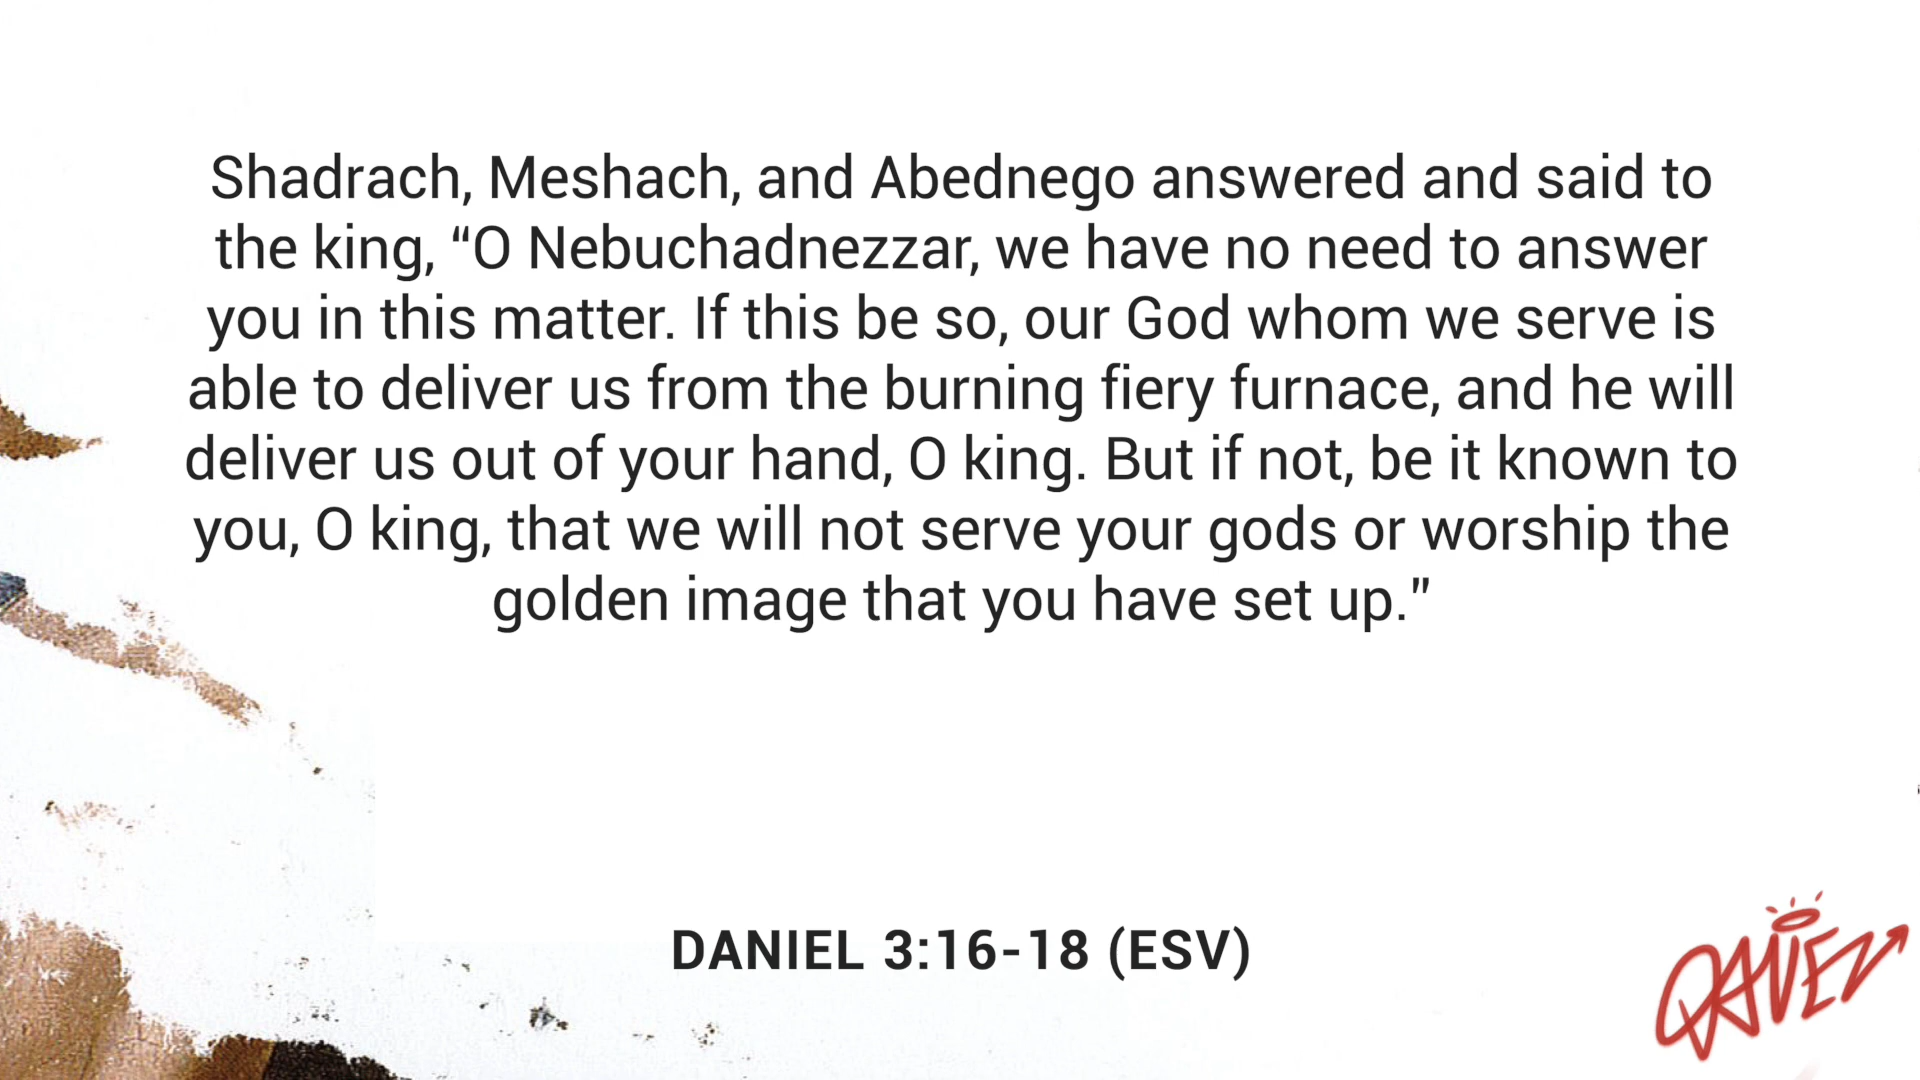 Shadrach, Meshach, and Abednego answered and said to
the king, “O Nebuchadnezzar, we have no need to answer
you in this matter. If this be so, our God whom we serve is
able to deliver us from the burning fiery furnace, and he will
deliver us out of your hand, O king. But if not, be it known to
you, O king, that we will not serve your gods or worship the
golden image that you have set up.”
DANIEL 3:16-18 (ESV)